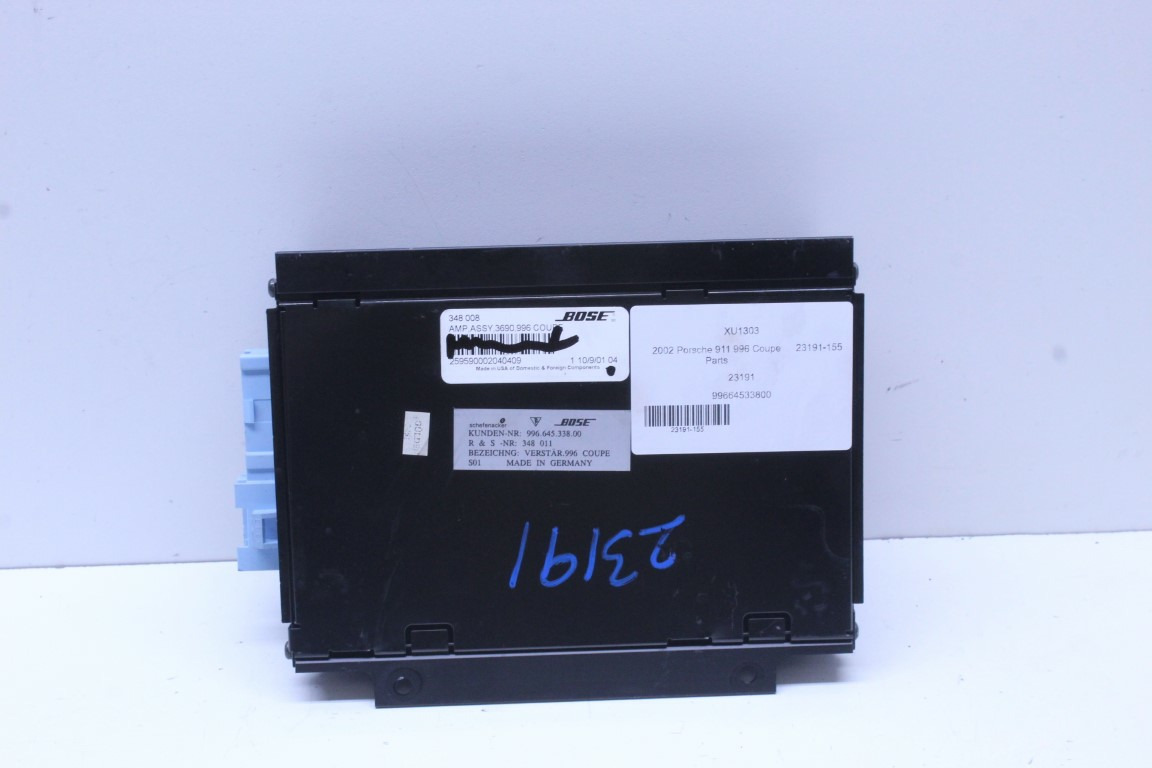 348 008 BOSE
AMP,ASSY,3690,996 COUPE
259590002040409 1 10/9/01 04
Made in USA of Domestic & Foreign Components
XU1303
2002 Porsche 911 996 Coupe 23191-155
Parts
23191
99664533800
23191-155
schefenacker BOSE
KUNDEN-NR: 996.645.338.00
R & S -NR: 348 011
BEZEICHNG: VERSTÄR.996 COUPE
S01 MADE IN GERMANY
23191